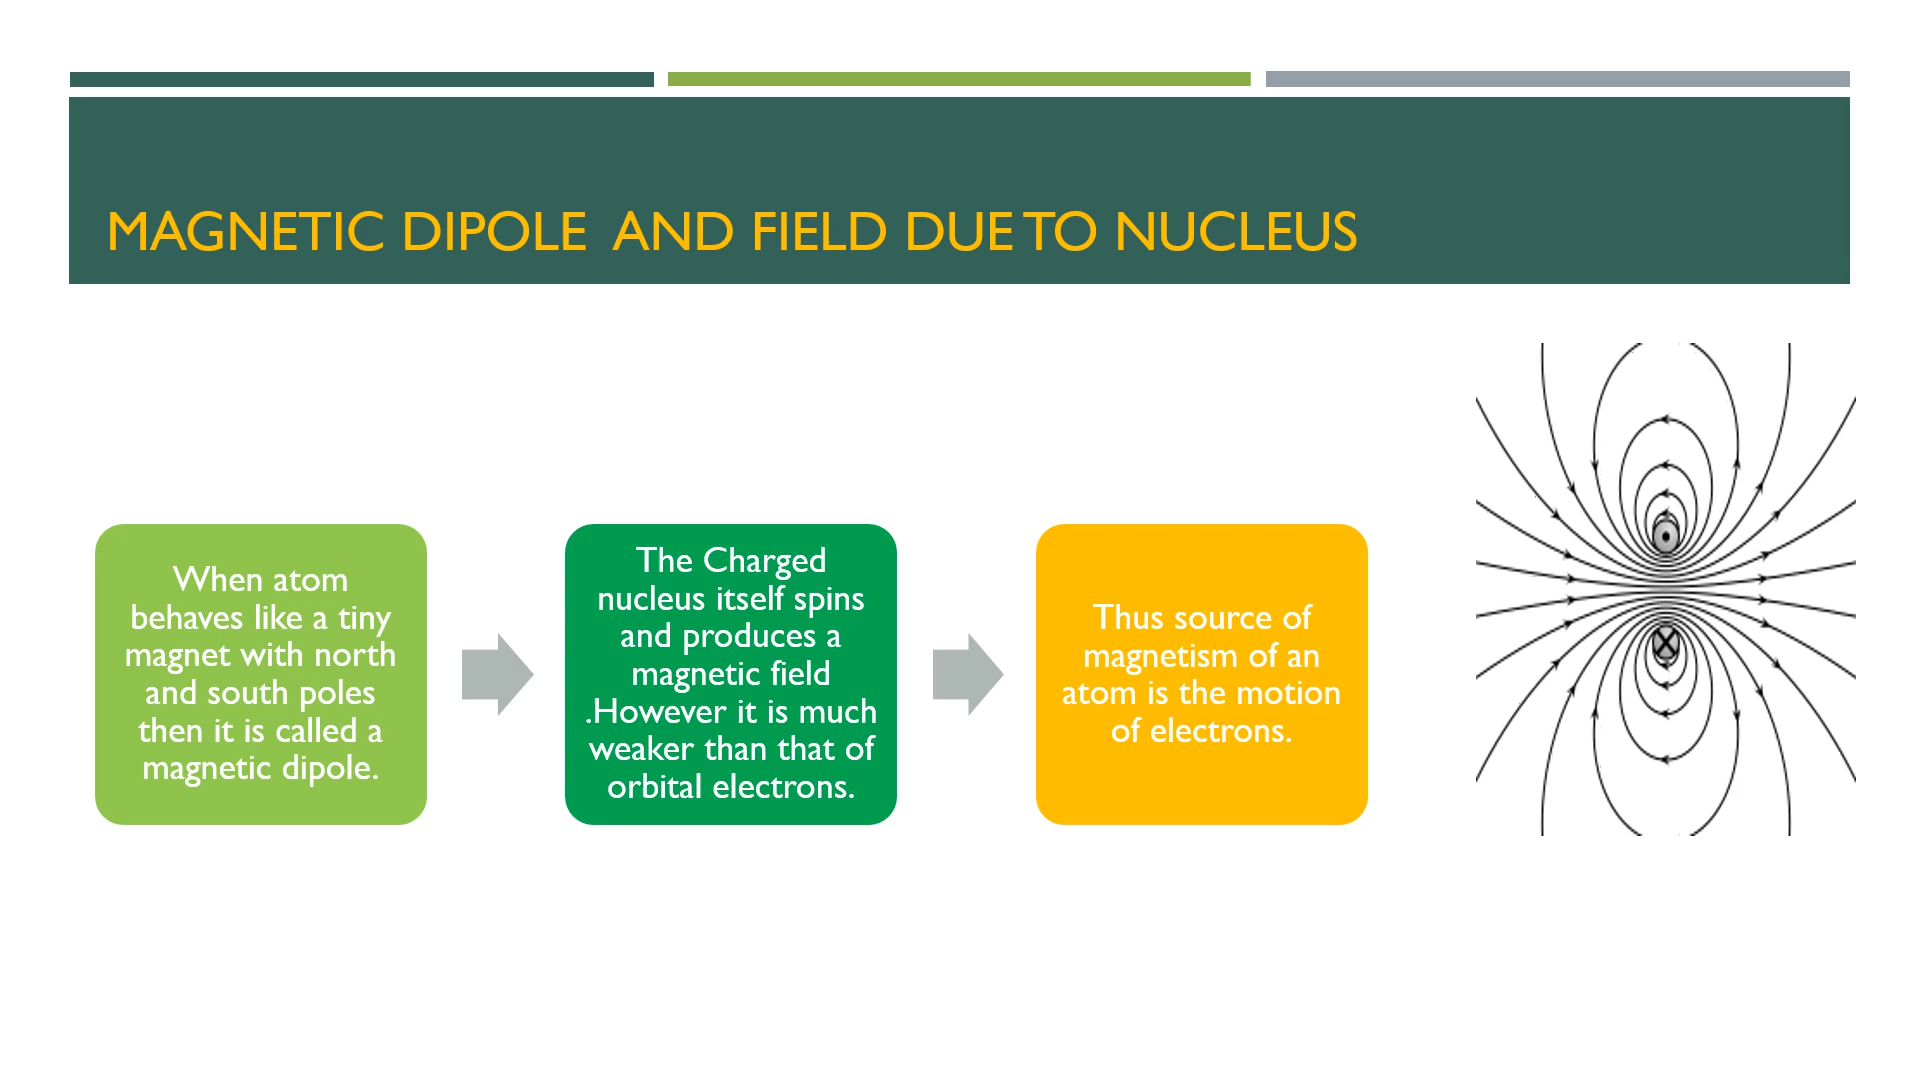 MAGNETIC DIPOLE AND FIELD DUE TO NUCLEUS
When atom
behaves like a tiny
magnet with north
and south poles
then it is called a
magnetic dipole.
The Charged
nucleus itself spins
and produces a
magnetic field
.However it is much
weaker than that of
orbital electrons.
Thus source of
magnetism of an
atom is the motion
of electrons.